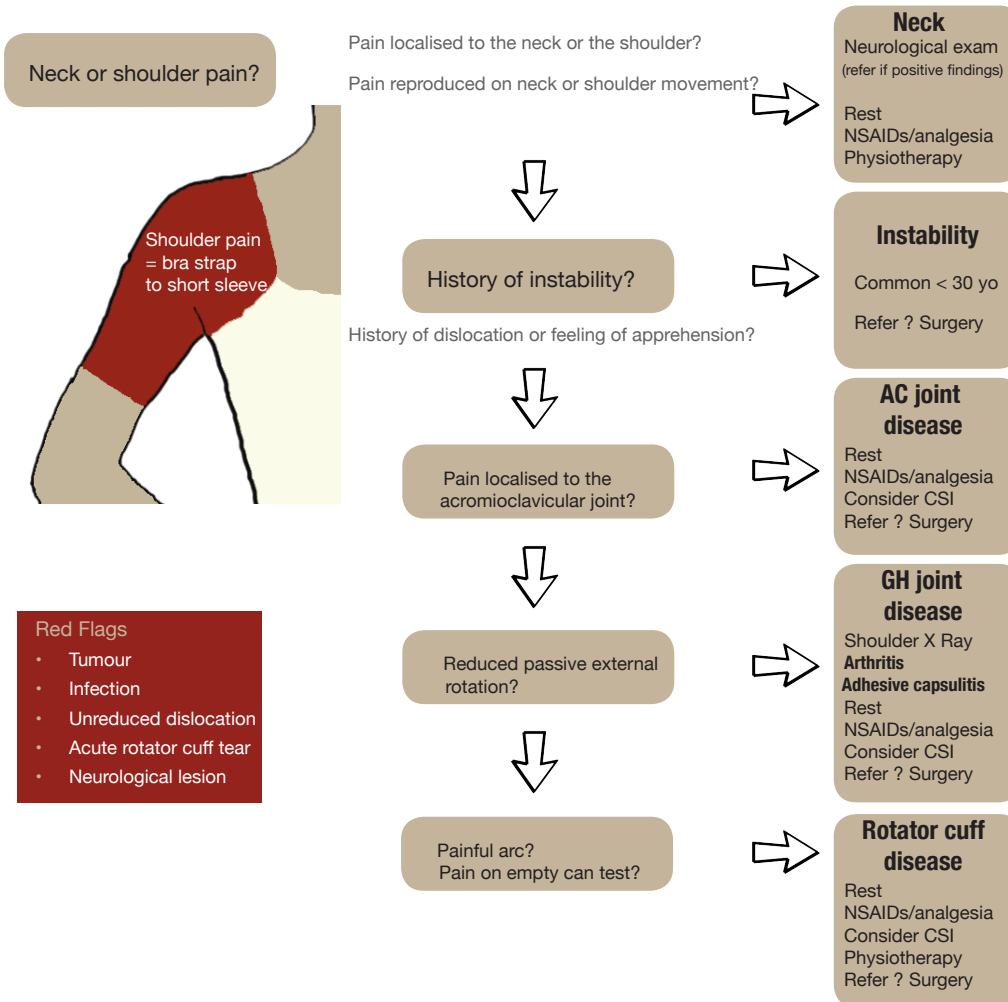 Neck or shoulder pain?
Pain localised to the neck or the shoulder?
Pain reproduced on neck or shoulder movement?
Neck
Neurological exam
(refer if positive findings)
Rest
NSAIDs/analgesia
Physiotherapy
Shoulder pain
= bra strap
to short sleeve
History of instability?
History of dislocation or feeling of apprehension?
Instability
Common < 30 yo
Refer ? Surgery
Pain localised to the
acromioclavicular joint?
AC joint
disease
Rest
NSAIDs/analgesia
Consider CSI
Refer ? Surgery
Red Flags
• Tumour
• Infection
• Unreduced dislocation
• Acute rotator cuff tear
• Neurological lesion
Reduced passive external
rotation?
GH joint
disease
Shoulder X Ray
Arthritis
Adhesive capsulitis
Rest
NSAIDs/analgesia
Consider CSI
Refer ? Surgery
Painful arc?
Pain on empty can test?
Rotator cuff
disease
Rest
NSAIDs/analgesia
Consider CSI
Physiotherapy
Refer ? Surgery